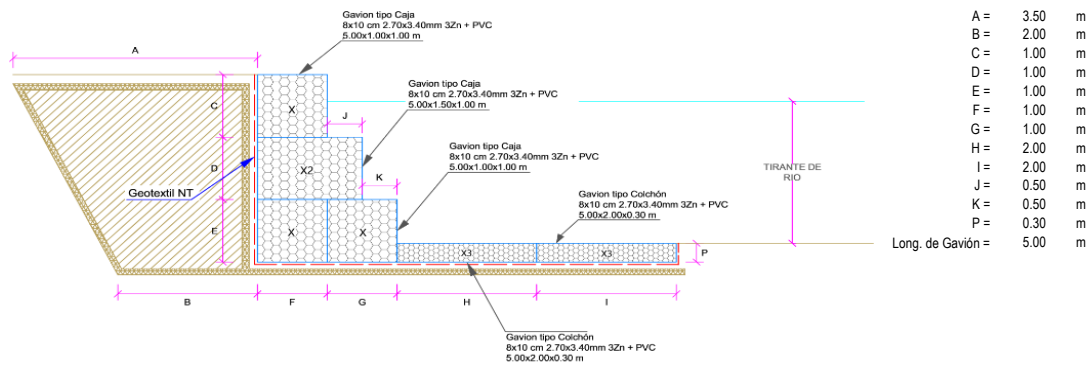 Gavion tipo Caja
8x10 cm 2.70x3.40mm 3Zn + PVC
5.00x1.00x1.00 m
A
Gavion tipo Caja
8x10 cm 2.70x3.40mm 3Zn + PVC
5.00x1.50x1.00 m
C
X
J
Gavion tipo Caja
8x10 cm 2.70x3.40mm 3Zn + PVC
5.00x1.00x1.00 m
D
X2
K
TIRANTE DE
RIO
Geotextil NT
Gavion tipo Colchón
8x10 cm 2.70x3.40mm 3Zn + PVC
5.00x2.00x0.30 m
E
X
X
X3
X3
P
B
F
G
H
I
Gavion tipo Colchón
8x10 cm 2.70x3.40mm 3Zn + PVC
5.00x2.00x0.30 m
A = 3.50 m
B = 2.00 m
C = 1.00 m
D = 1.00 m
E = 1.00 m
F = 1.00 m
G = 1.00 m
H = 2.00 m
I = 2.00 m
J = 0.50 m
K = 0.50 m
P = 0.30 m
Long. de Gavión = 5.00 m